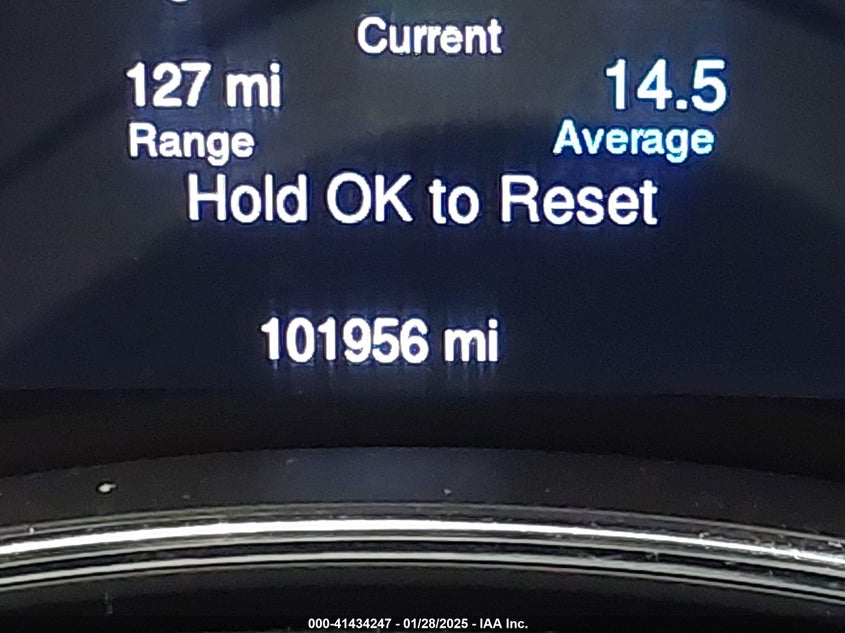 Current
127 mi 14.5
Range Average
Hold OK to Reset
101956 mi
000-41434247 - 01/28/2025 - IAA Inc.